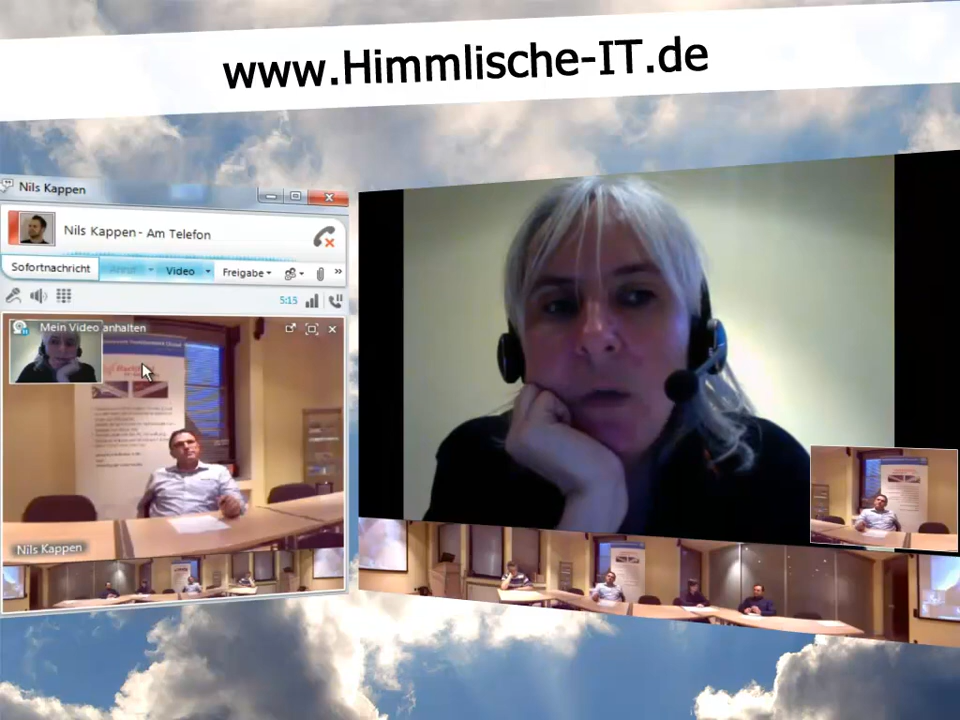 www.Himmlische-IT.de
Nils Kappen
Nils Kappen - Am Telefon
Sofortnachricht
Anruf
Video
Freigabe
5:15
Mein Video anhalten
Nils Kappen